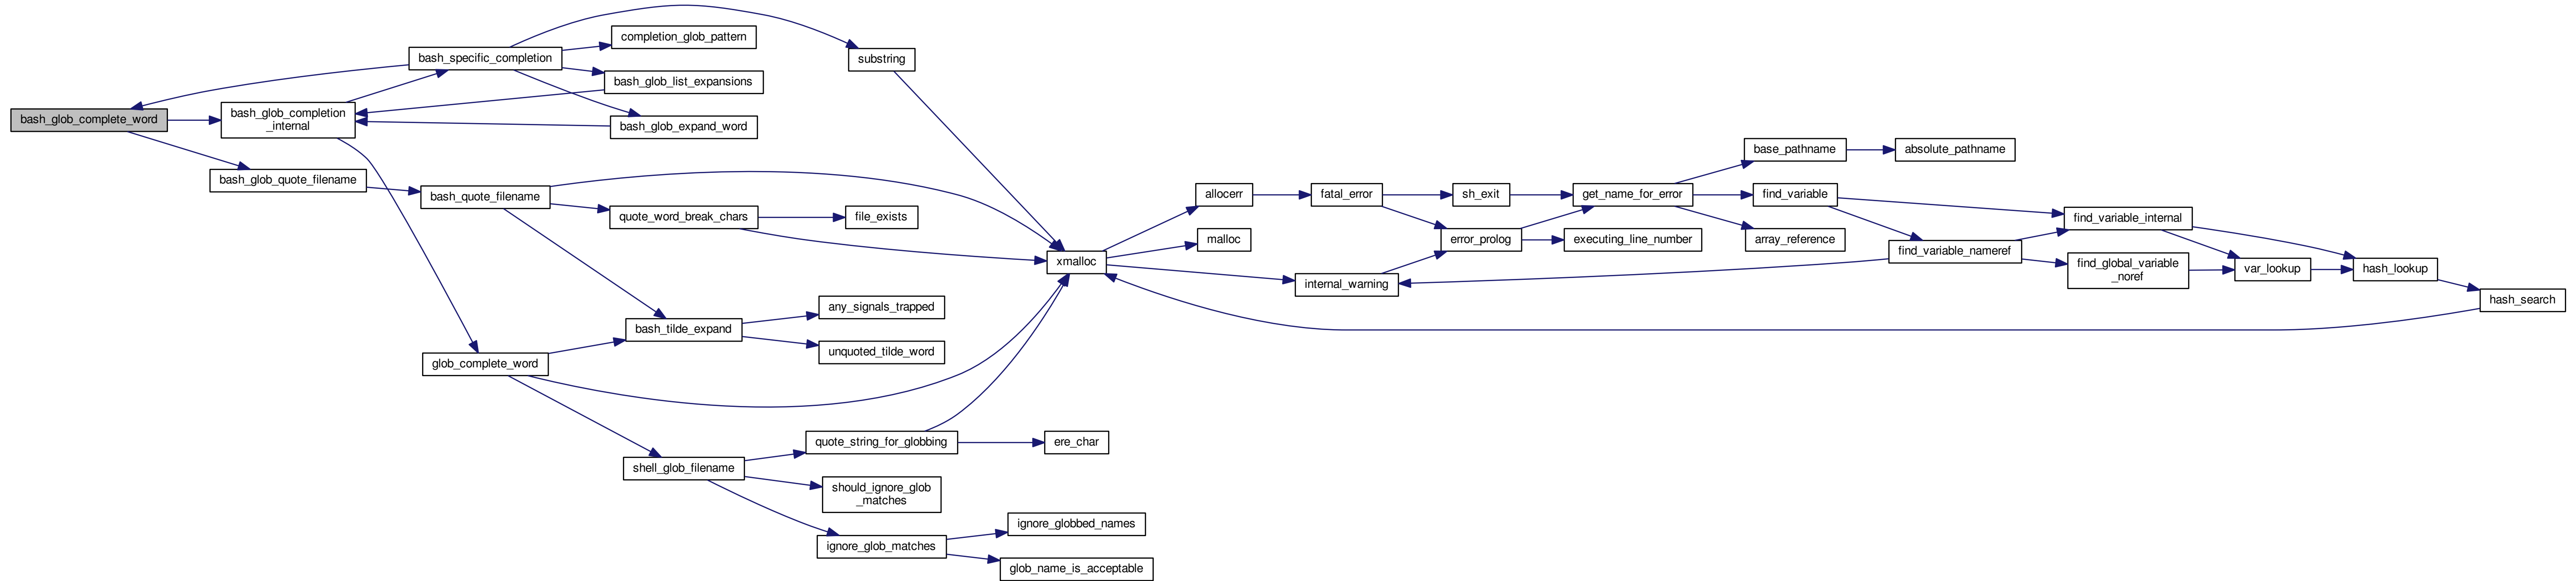 bash_glob_complete_word
bash_glob_completion
_internal
bash_glob_quote_filename
bash_specific_completion
bash_quote_filename
glob_complete_word
completion_glob_pattern
bash_glob_list_expansions
bash_glob_expand_word
quote_word_break_chars
bash_tilde_expand
shell_glob_filename
substring
file_exists
any_signals_trapped
unquoted_tilde_word
quote_string_for_globbing
should_ignore_glob
_matches
ignore_glob_matches
xmalloc
ere_char
ignore_globbed_names
glob_name_is_acceptable
allocerr
malloc
internal_warning
fatal_error
sh_exit
error_prolog
get_name_for_error
executing_line_number
base_pathname
find_variable
array_reference
absolute_pathname
find_variable_nameref
find_variable_internal
find_global_variable
_noref
var_lookup
hash_lookup
hash_search